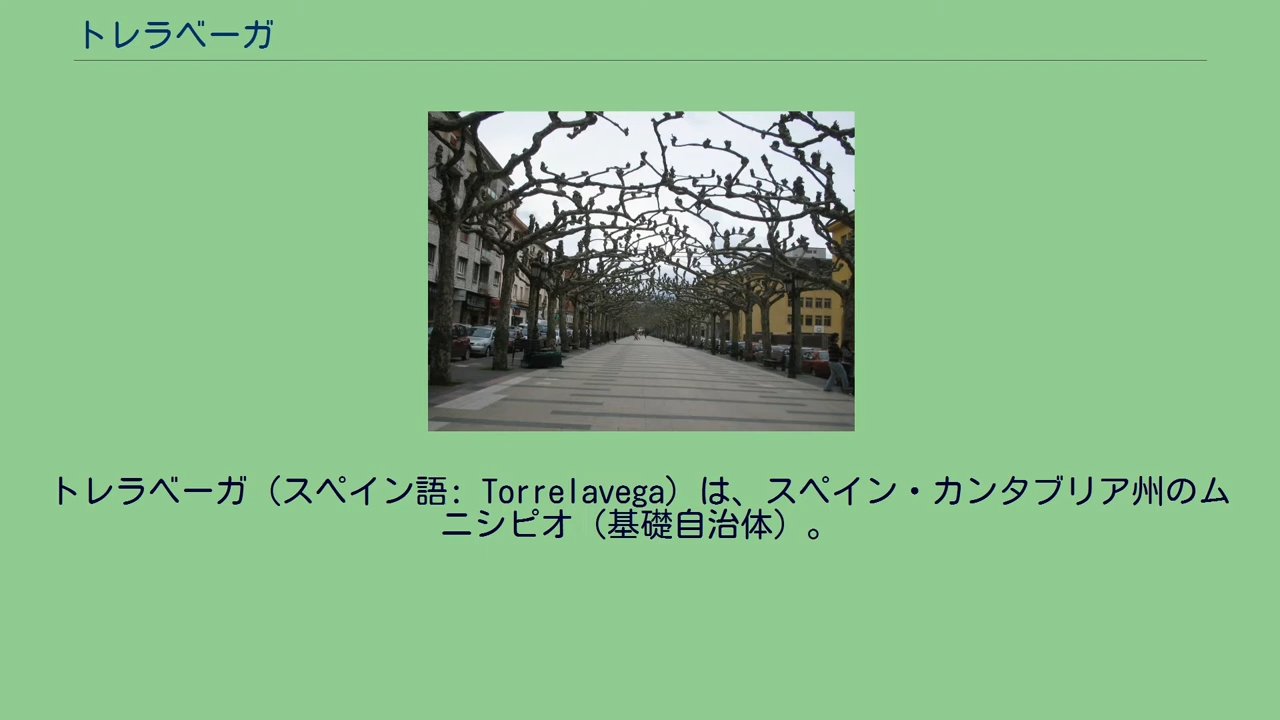 トレラベーガ
トレラベーガ（スペイン語: Torrelavega）は、スペイン・カンタブリア州のム
ニシピオ（基礎自治体）。